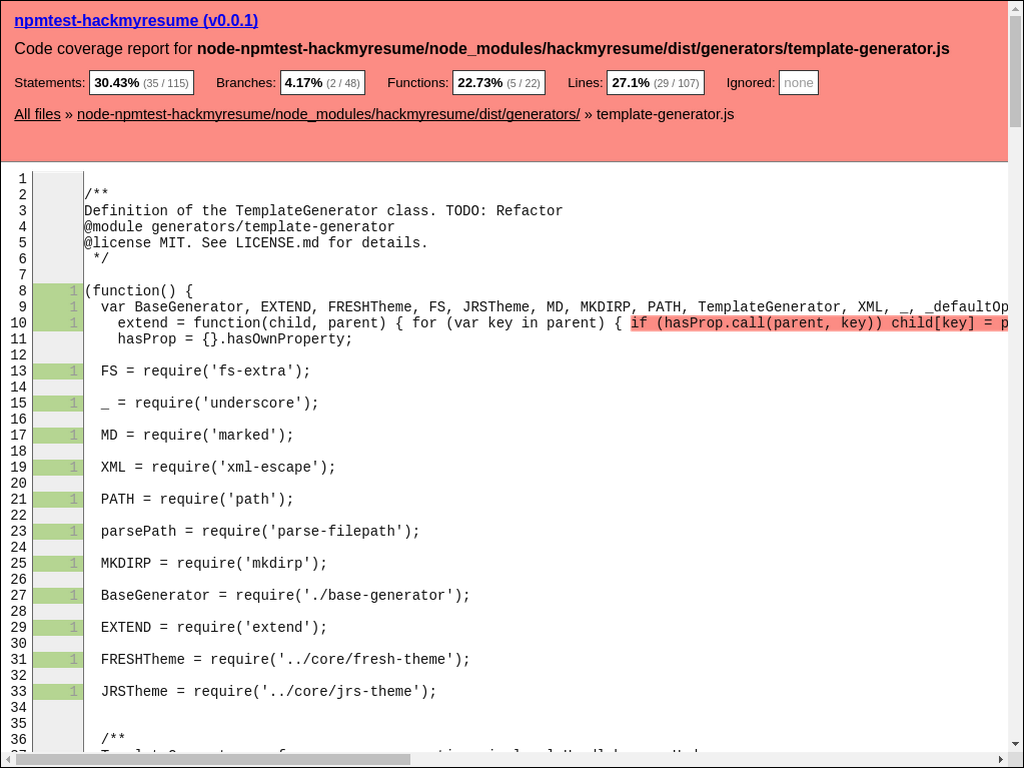 npmtest-hackmyresume (v0.0.1)
Code coverage report for node-npmtest-hackmyresume/node_modules/hackmyresume/dist/generators/template-generator.js
Statements: 30.43% (35 / 115) Branches: 4.17% (2 / 48) Functions: 22.73% (5 / 22) Lines: 27.1% (29 / 107) Ignored: none
All files » node-npmtest-hackmyresume/node_modules/hackmyresume/dist/generators/ » template-generator.js
1
2 /**
3 Definition of the TemplateGenerator class. TODO: Refactor
4 @module generators/template-generator
5 @license MIT. See LICENSE.md for details.
6  */
7
8 1 (function() {
9 1   var BaseGenerator, EXTEND, FRESHTheme, FS, JRSTheme, MD, MKDIRP, PATH, TemplateGenerator, XML, _, _defaultOp
10 1     extend = function(child, parent) { for (var key in parent) { if (hasProp.call(parent, key)) child[key] = p
11     hasProp = {}.hasOwnProperty;
12
13 1   FS = require('fs-extra');
14
15 1   _ = require('underscore');
16
17 1   MD = require('marked');
18
19 1   XML = require('xml-escape');
20
21 1   PATH = require('path');
22
23 1   parsePath = require('parse-filepath');
24
25 1   MKDIRP = require('mkdirp');
26
27 1   BaseGenerator = require('./base-generator');
28
29 1   EXTEND = require('extend');
30
31 1   FRESHTheme = require('../core/fresh-theme');
32
33 1   JRSTheme = require('../core/jrs-theme');
34
35
36   /**